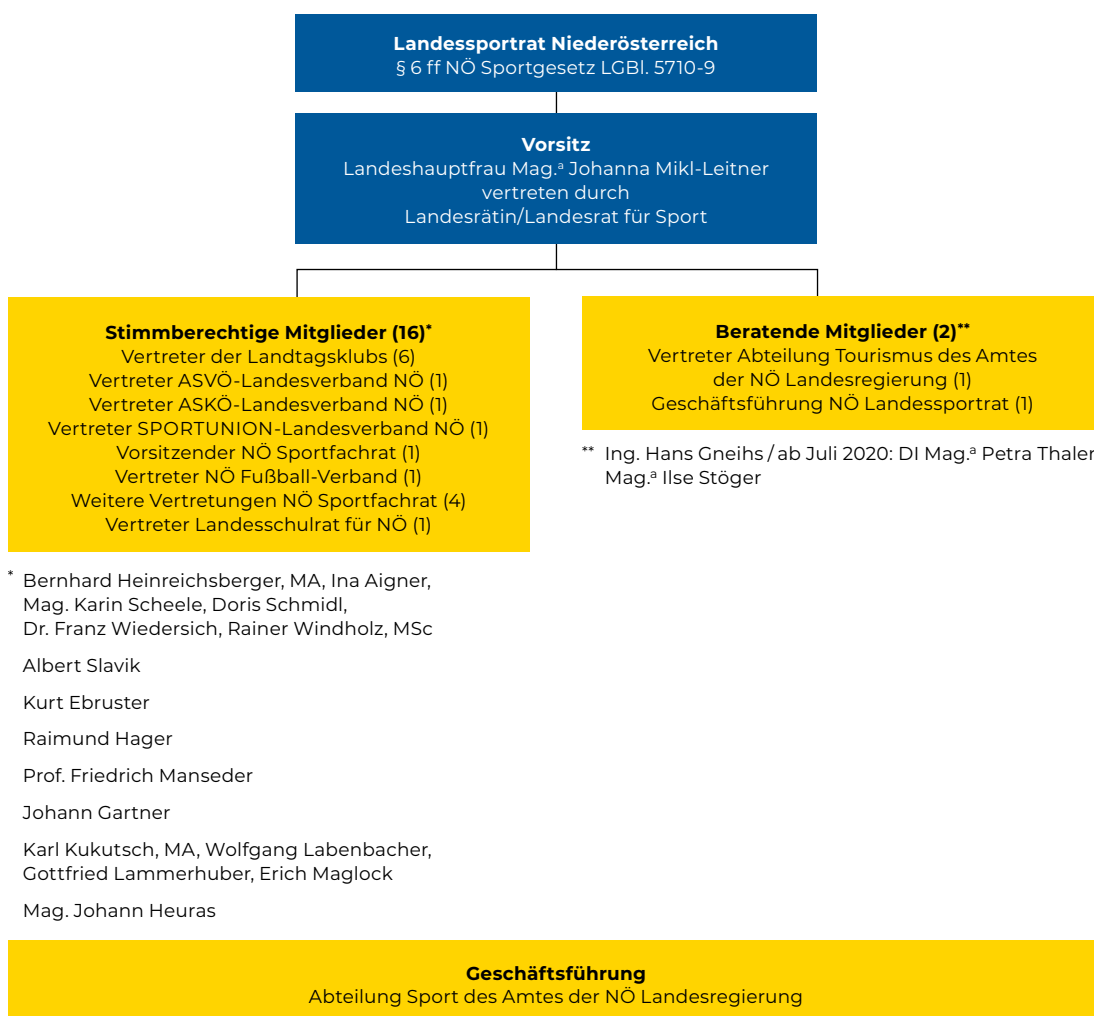 Landessportrat Niederösterreich
§ 6 ff NÖ Sportgesetz LGBl. 5710-9
Vorsitz
Landeshauptfrau Mag.ª Johanna Mikl-Leitner
vertreten durch
Landesrätin/Landesrat für Sport
Stimmberechtige Mitglieder (16)*
Vertreter der Landtagsklubs (6)
Vertreter ASVÖ-Landesverband NÖ (1)
Vertreter ASKÖ-Landesverband NÖ (1)
Vertreter SPORTUNION-Landesverband NÖ (1)
Vorsitzender NÖ Sportfachrat (1)
Vertreter NÖ Fußball-Verband (1)
Weitere Vertretungen NÖ Sportfachrat (4)
Vertreter Landesschulrat für NÖ (1)
* Bernhard Heinreichsberger, MA, Ina Aigner,
Mag. Karin Scheele, Doris Schmidl,
Dr. Franz Wiedersich, Rainer Windholz, MSc
Albert Slavik
Kurt Ebruster
Raimund Hager
Prof. Friedrich Manseder
Johann Gartner
Karl Kukutsch, MA, Wolfgang Labenbacher,
Gottfried Lammerhuber, Erich Maglock
Mag. Johann Heuras
Beratende Mitglieder (2)**
Vertreter Abteilung Tourismus des Amtes
der NÖ Landesregierung (1)
Geschäftsführung NÖ Landessportrat (1)
** Ing. Hans Gneihs / ab Juli 2020: DI Mag.ª Petra Thaler
Mag.ª Ilse Stöger
Geschäftsführung
Abteilung Sport des Amtes der NÖ Landesregierung